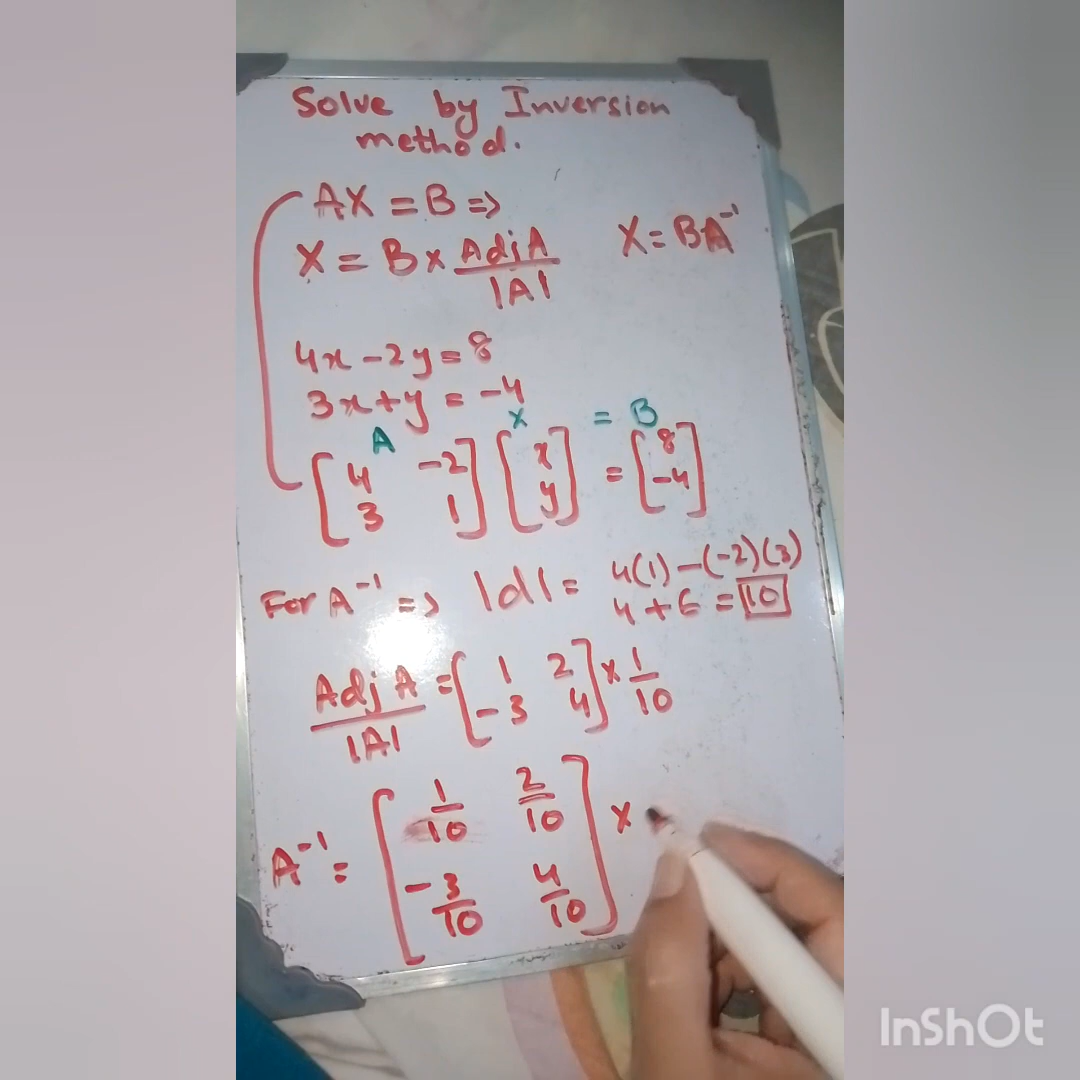 Solve by Inversion
method.
AX = B =>
X = B x AdjA / |A|    X = BA⁻¹
4x - 2y = 8
3x + y = -4
A    X    = B
[4 -2] [x] = [8]
[3 1] [y] [-4]
For A⁻¹ => |d| = 4(1) - (-2)(3)
4 + 6 = 10
Adj A / |A| = [1 2] x 1/10
[-3 4]
A⁻¹ = [1/10 2/10] x
[-3/10 4/10]
InShOt